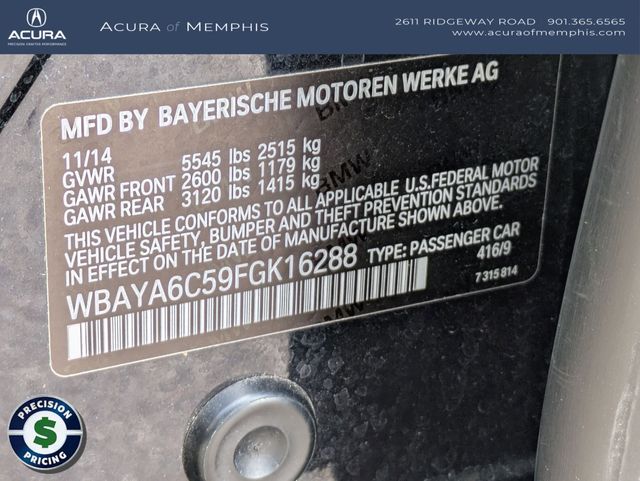 ACURA
PRECISION CRAFTED PERFORMANCE
ACURA of MEMPHIS
2611 RIDGEWAY ROAD 901.365.6565
www.acuraofmemphis.com
MFD BY BAYERISCHE MOTOREN WERKE AG
11/14
GVWR 5545 lbs 2515 kg
GAWR FRONT 2600 lbs 1179 kg
GAWR REAR 3120 lbs 1415 kg
THIS VEHICLE CONFORMS TO ALL APPLICABLE U.S.FEDERAL MOTOR
VEHICLE SAFETY, BUMPER AND THEFT PREVENTION STANDARDS
IN EFFECT ON THE DATE OF MANUFACTURE SHOWN ABOVE.
WBAYA6C59FGK16288 TYPE: PASSENGER CAR
416/9
7 315 814
PRECISION
$
PRICING